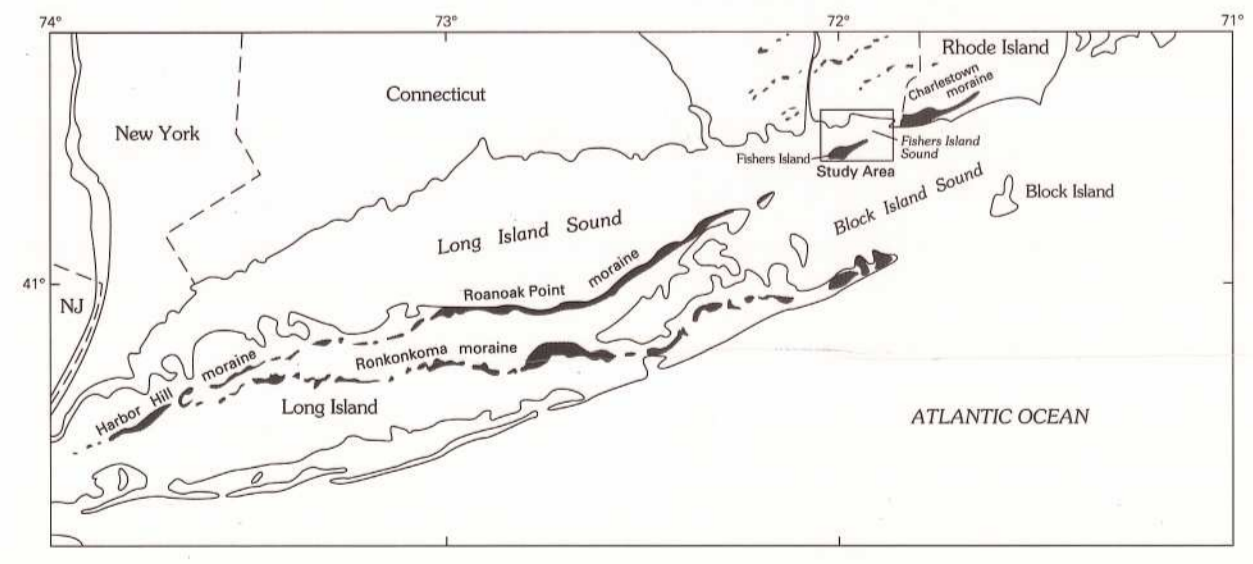 74°
73°
72°
71°
Rhode Island
Charlestown
moraine
Connecticut
New York
Fishers Island
Sound
Fishers Island
Study Area
Block Island
Block Island Sound
Long Island Sound
41°
NJ
Roanoak Point
moraine
Ronkonkoma moraine
Harbor Hill
moraine
Long Island
ATLANTIC OCEAN